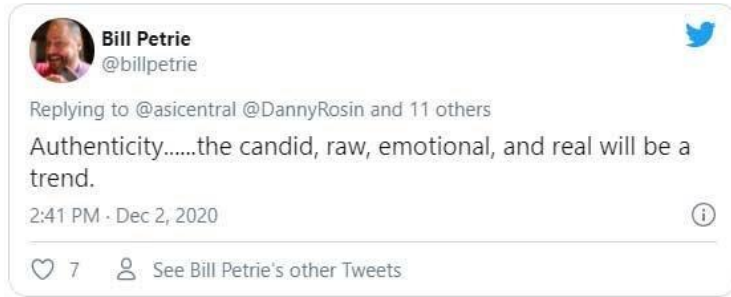 Bill Petrie
@billpetrie
Replying to @asicentral @DannyRosin and 11 others
Authenticity......the candid, raw, emotional, and real will be a
trend.
2:41 PM · Dec 2, 2020
7 See Bill Petrie's other Tweets